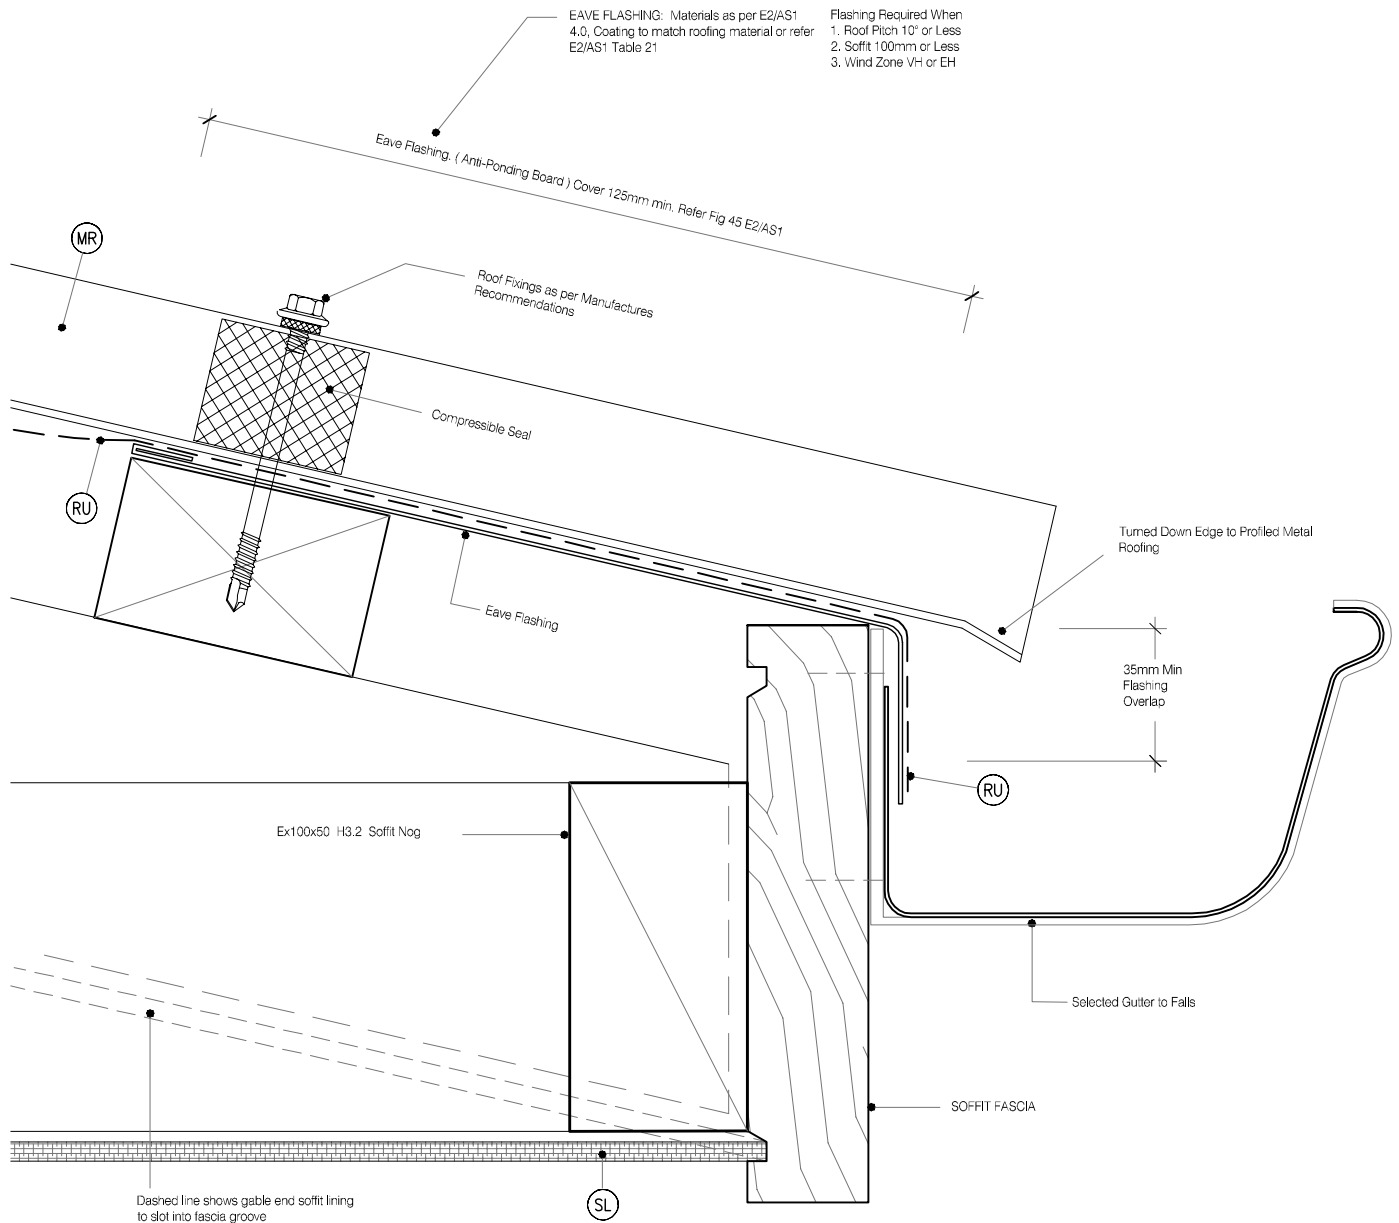 EAVE FLASHING: Materials as per E2/AS1
4.0, Coating to match roofing material or refer
E2/AS1 Table 21
Flashing Required When
1. Roof Pitch 10° or Less
2. Soffit 100mm or Less
3. Wind Zone VH or EH
Eave Flashing. ( Anti-Ponding Board ) Cover 125mm min. Refer Fig 45 E2/AS1
MR
Roof Fixings as per Manufactures
Recommendations
Compressible Seal
RU
Turned Down Edge to Profiled Metal
Roofing
Eave Flashing
35mm Min
Flashing
Overlap
RU
Ex100x50 H3.2 Soffit Nog
Selected Gutter to Falls
SOFFIT FASCIA
SL
Dashed line shows gable end soffit lining
to slot into fascia groove